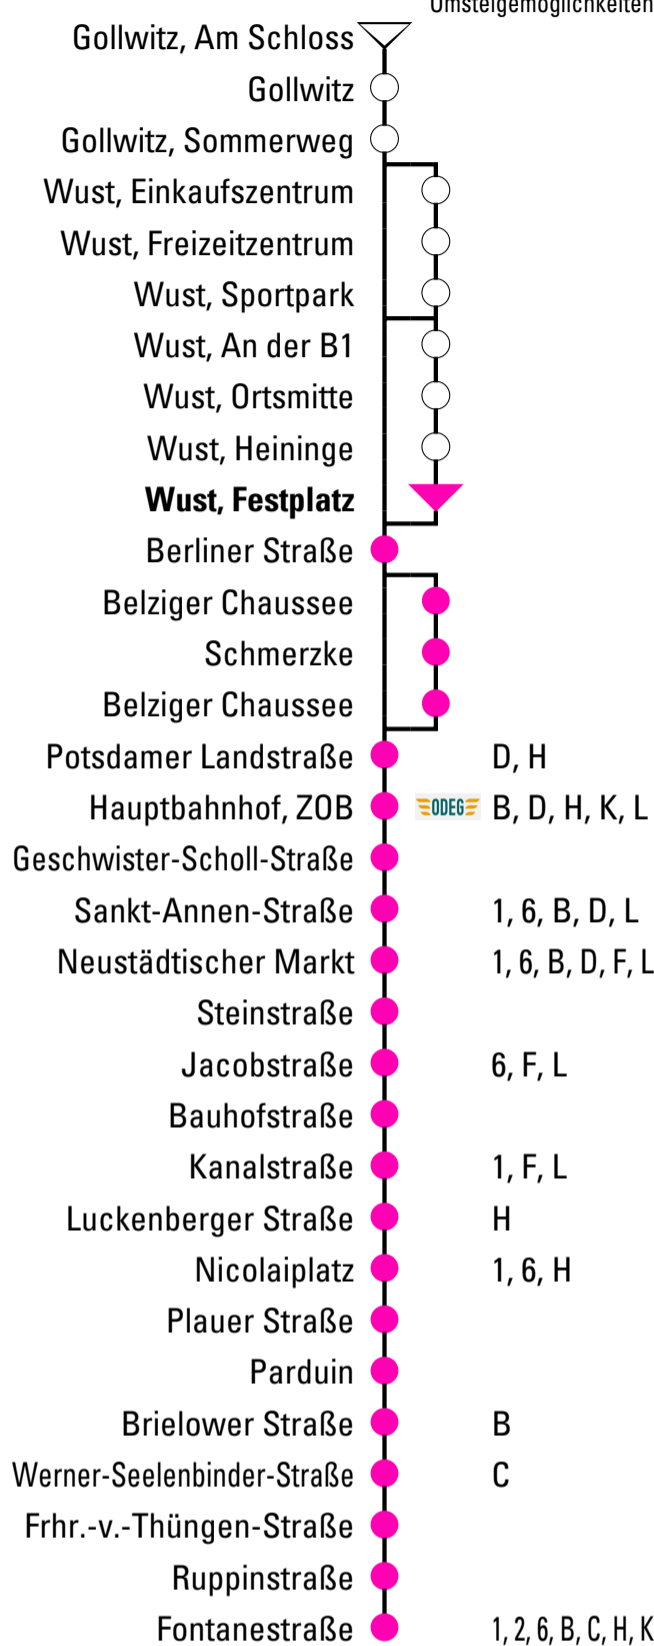 Umsteigemöglichkeiten
Gollwitz, Am Schloss
Gollwitz
Gollwitz, Sommerweg
Wust, Einkaufszentrum
Wust, Freizeitzentrum
Wust, Sportpark
Wust, An der B1
Wust, Ortsmitte
Wust, Heininge
Wust, Festplatz
Berliner Straße
Belziger Chaussee
Schmerzke
Belziger Chaussee
Potsdamer Landstraße D, H
Hauptbahnhof, ZOB ODEG B, D, H, K, L
Geschwister-Scholl-Straße
Sankt-Annen-Straße 1, 6, B, D, L
Neustädtischer Markt 1, 6, B, D, F, L
Steinstraße
Jacobstraße 6, F, L
Bauhofstraße
Kanalstraße 1, F, L
Luckenberger Straße H
Nicolaiplatz 1, 6, H
Plauer Straße
Parduin
Brielower Straße B
Werner-Seelenbinder-Straße C
Frhr.-v.-Thüngen-Straße
Ruppinstraße
Fontanestraße 1, 2, 6, B, C, H, K